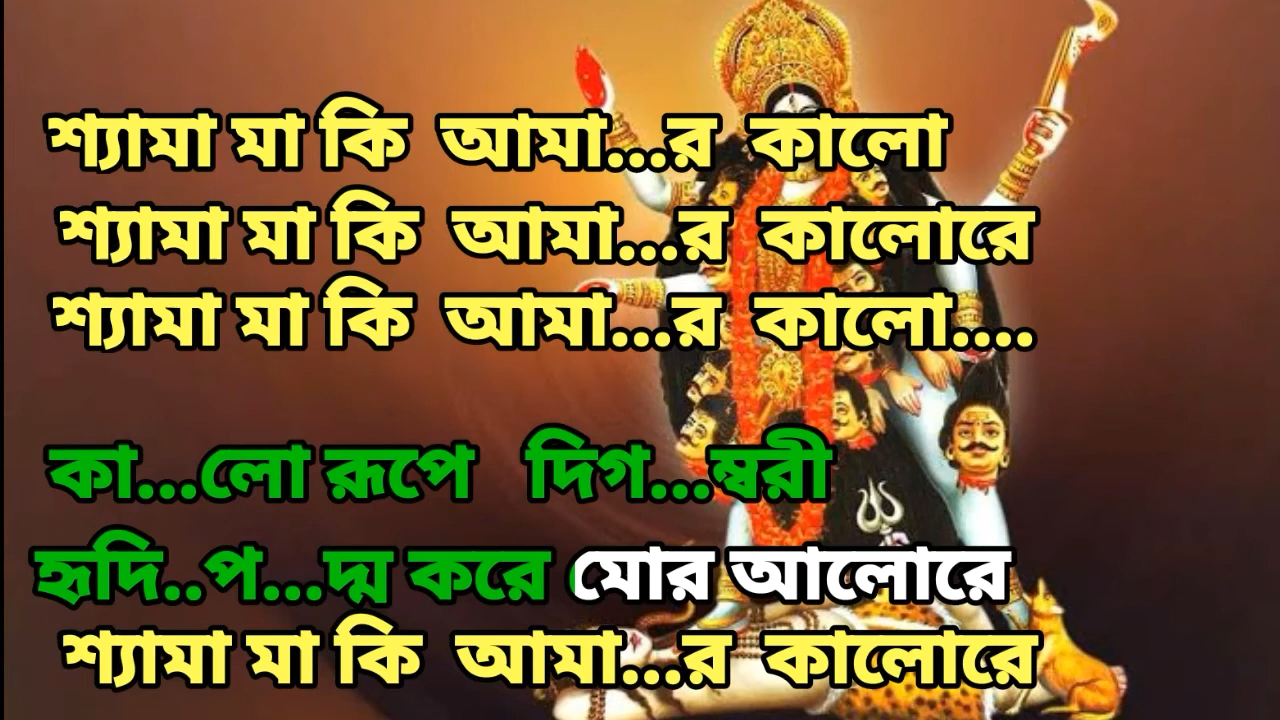 শ্যামা মা কি আমা...র কালো
শ্যামা মা কি আমা...র কালোরে
শ্যামা মা কি আমা...র কালো....
কা...লো রূপে দিগ...ম্বরী
হৃদি..প...দ্ম করে মোর আলোরে
শ্যামা মা কি আমা...র কালোরে